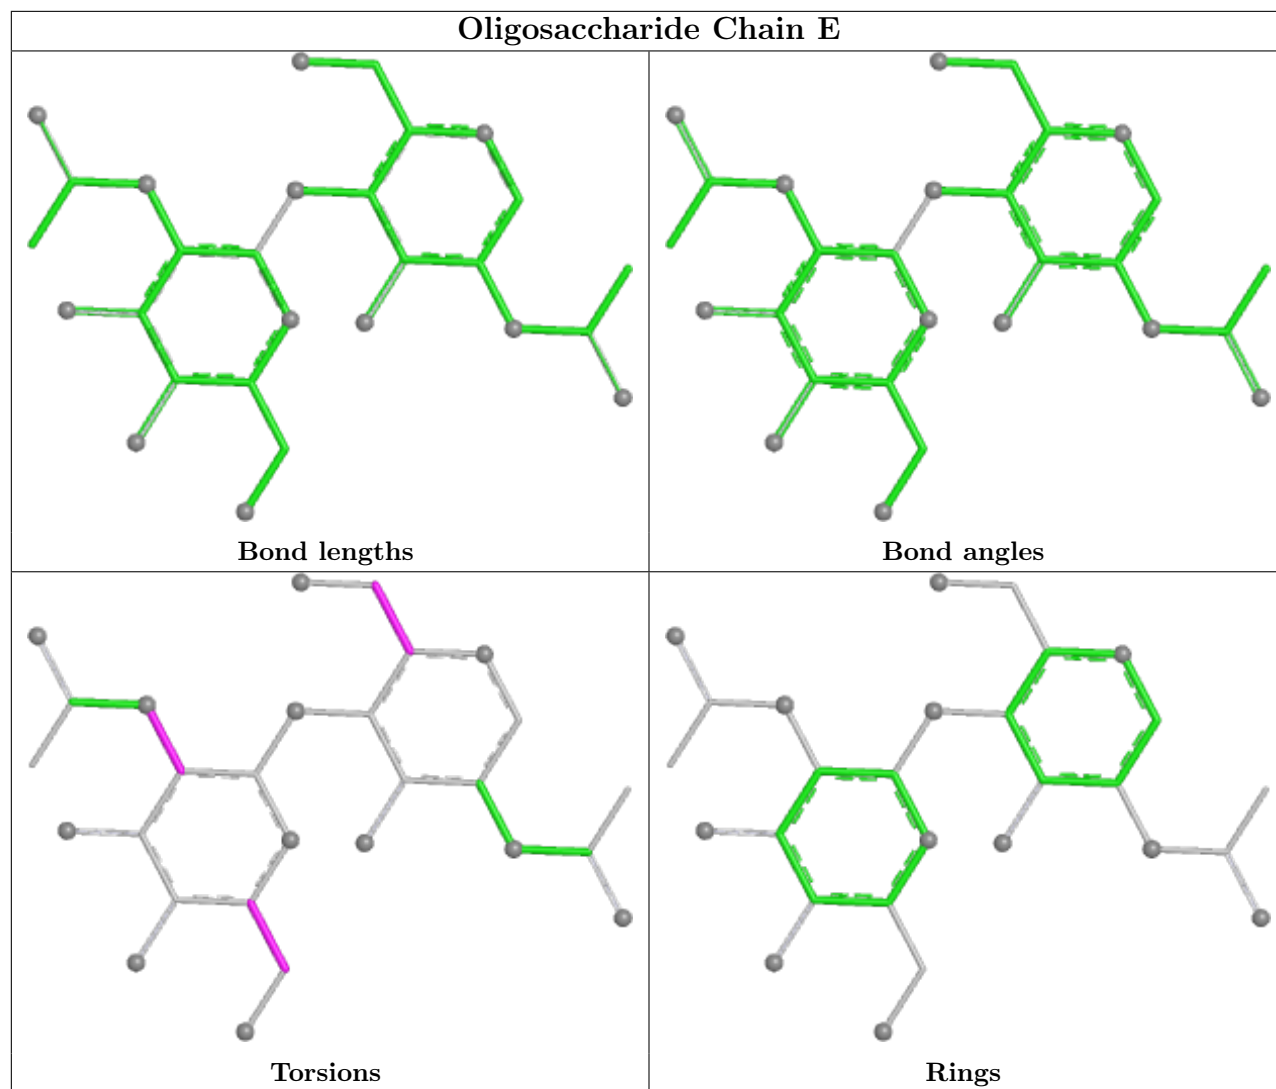 Oligosaccharide Chain E
Bond lengths
Bond angles
Torsions
Rings